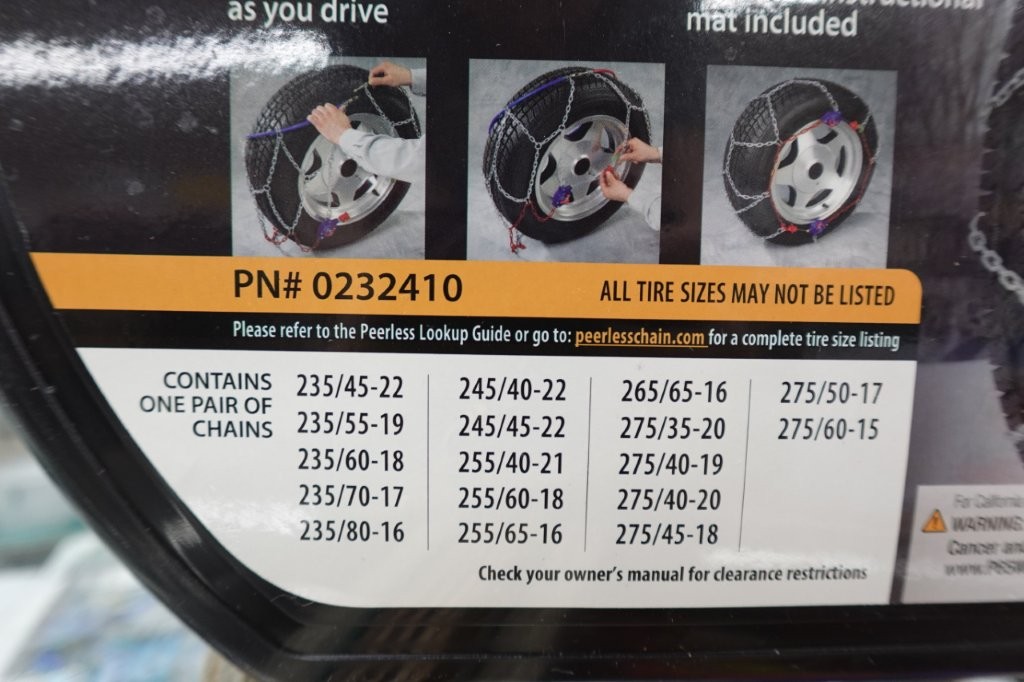 as you drive
mat included
PN# 0232410
ALL TIRE SIZES MAY NOT BE LISTED
Please refer to the Peerless Lookup Guide or go to: peerlesschain.com for a complete tire size listing
CONTAINS
ONE PAIR OF
CHAINS
235/45-22
235/55-19
235/60-18
235/70-17
235/80-16
245/40-22
245/45-22
255/40-21
255/60-18
255/65-16
265/65-16
275/35-20
275/40-19
275/40-20
275/45-18
275/50-17
275/60-15
Check your owner's manual for clearance restrictions
For California
WARNING
Cancer and